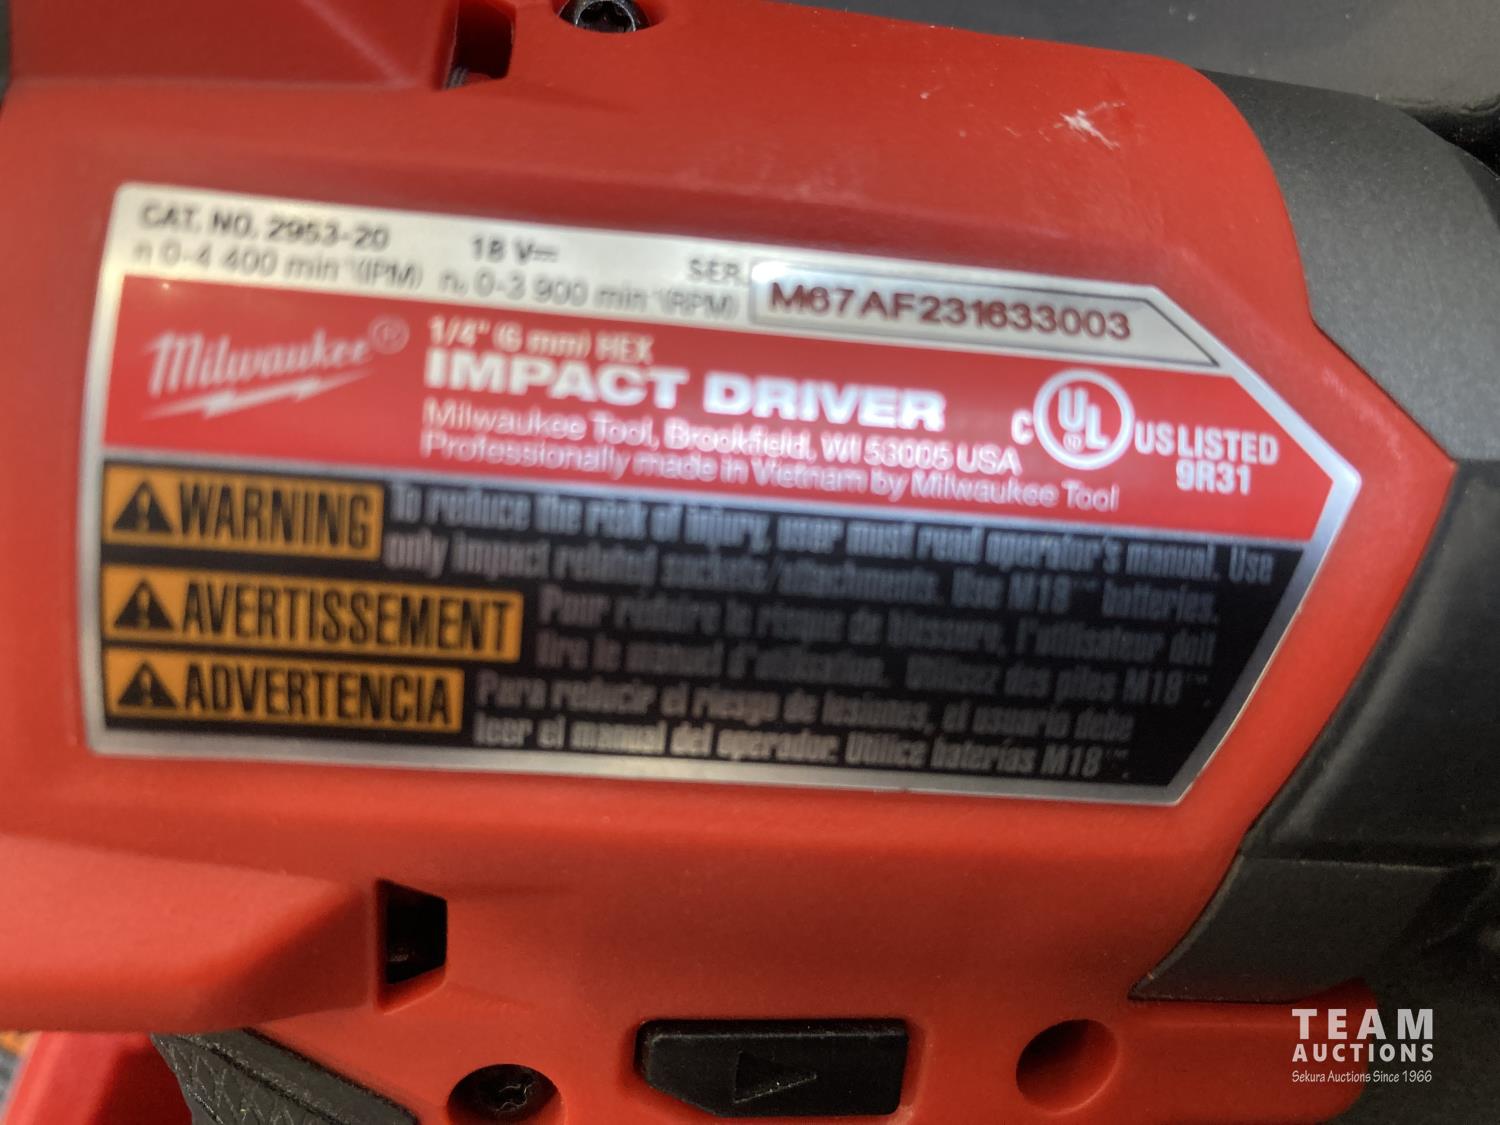 CAT. NO. 2953-20 18 V⎓ SER.
M67AF231633003
n 0-4 400 min⁻¹(IPM) n₀ 0-3 900 min⁻¹(RPM)
Milwaukee®
1/4" (6 mm) HEX
IMPACT DRIVER
Milwaukee Tool, Brookfield, WI 53005 USA
Professionally made in Vietnam by Milwaukee Tool
C UL® US LISTED
9R31
WARNING To reduce the risk of injury, user must read operator's manual. Use
only impact related sockets/attachments. Use M18™ batteries.
AVERTISSEMENT Pour réduire le risque de blessure, l'utilisateur doit
lire le manuel d'utilisation. Utilisez des piles M18™.
ADVERTENCIA Para reducir el riesgo de lesiones, el usuario debe
leer el manual del operador. Utilice baterías M18™.
TEAM
AUCTIONS
Sekura Auctions Since 1966